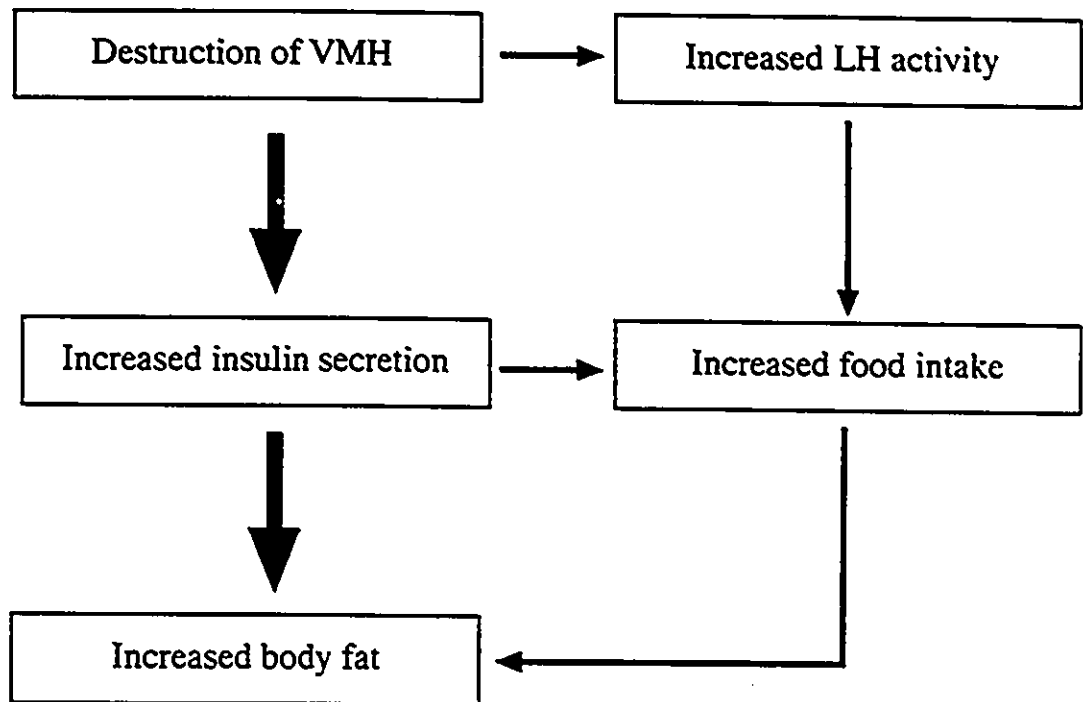 Destruction of VMH
Increased LH activity
Increased insulin secretion
Increased food intake
Increased body fat